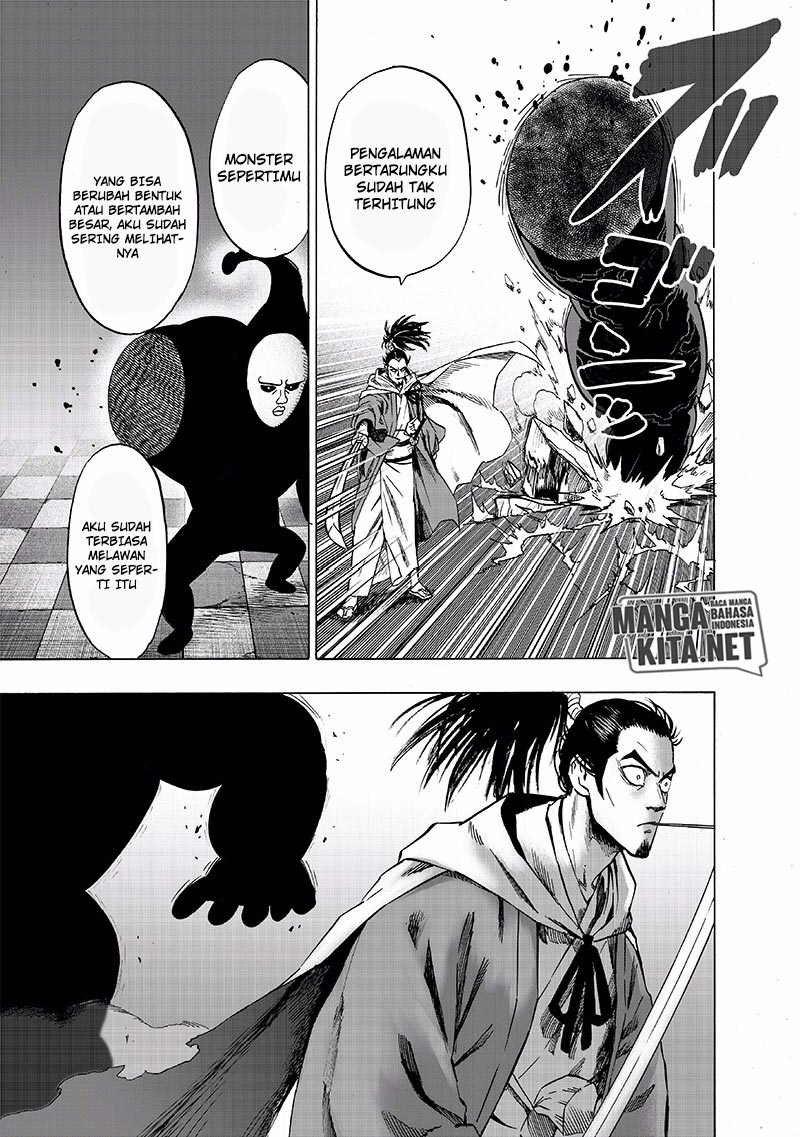 PENGALAMAN
BERTARUNGKU
SUDAH TAK
TERHITUNG
MONSTER
SEPERTIMU
YANG BISA
BERUBAH BENTUK
ATAU BERTAMBAH
BESAR, AKU SUDAH
SERING MELIHAT-
NYA
AKU SUDAH
TERBIASA
MELAWAN
YANG SEPER-
TI ITU
MANGA
KITA.NET
BACA MANGA
BAHASA
INDONESIA